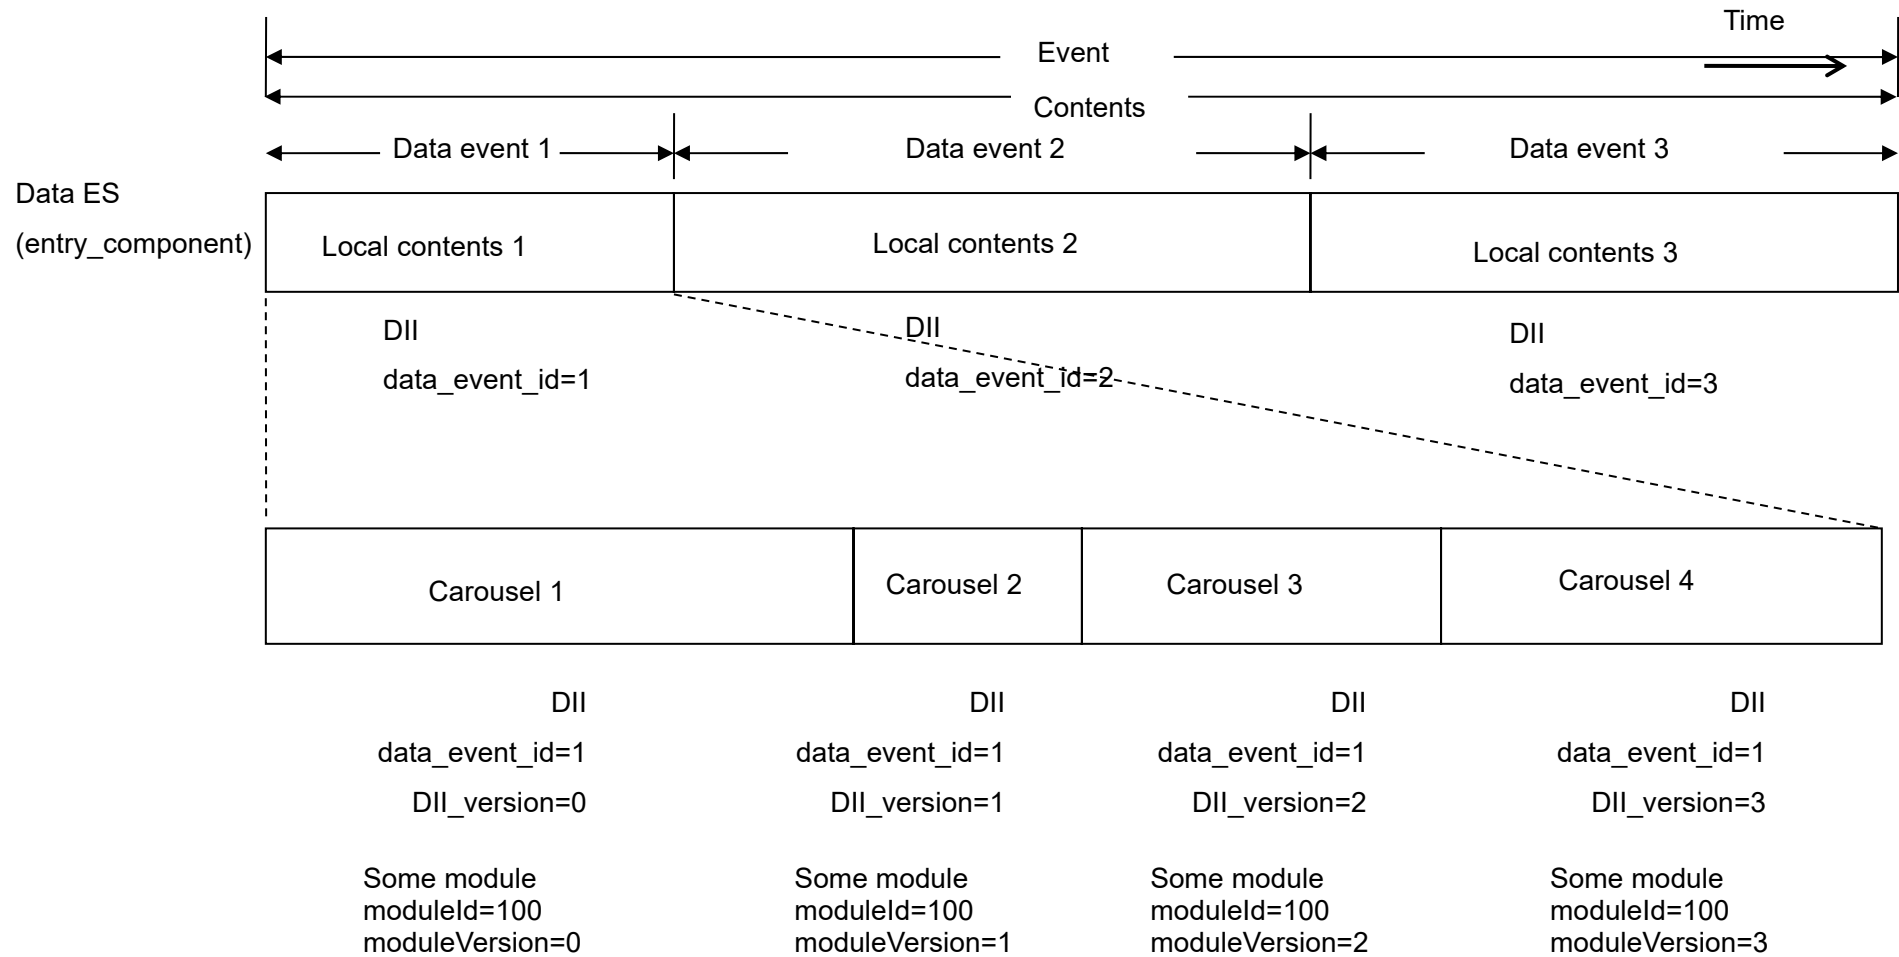 Time
Event
Contents
Data event 1
Data event 2
Data event 3
Data ES
(entry_component)
Local contents 1
Local contents 2
Local contents 3
DII
data_event_id=1
DII
data_event_id=2
DII
data_event_id=3
Carousel 1
Carousel 2
Carousel 3
Carousel 4
DII
data_event_id=1
DII_version=0
DII
data_event_id=1
DII_version=1
DII
data_event_id=1
DII_version=2
DII
data_event_id=1
DII_version=3
Some module
moduleId=100
moduleVersion=0
Some module
moduleId=100
moduleVersion=1
Some module
moduleId=100
moduleVersion=2
Some module
moduleId=100
moduleVersion=3